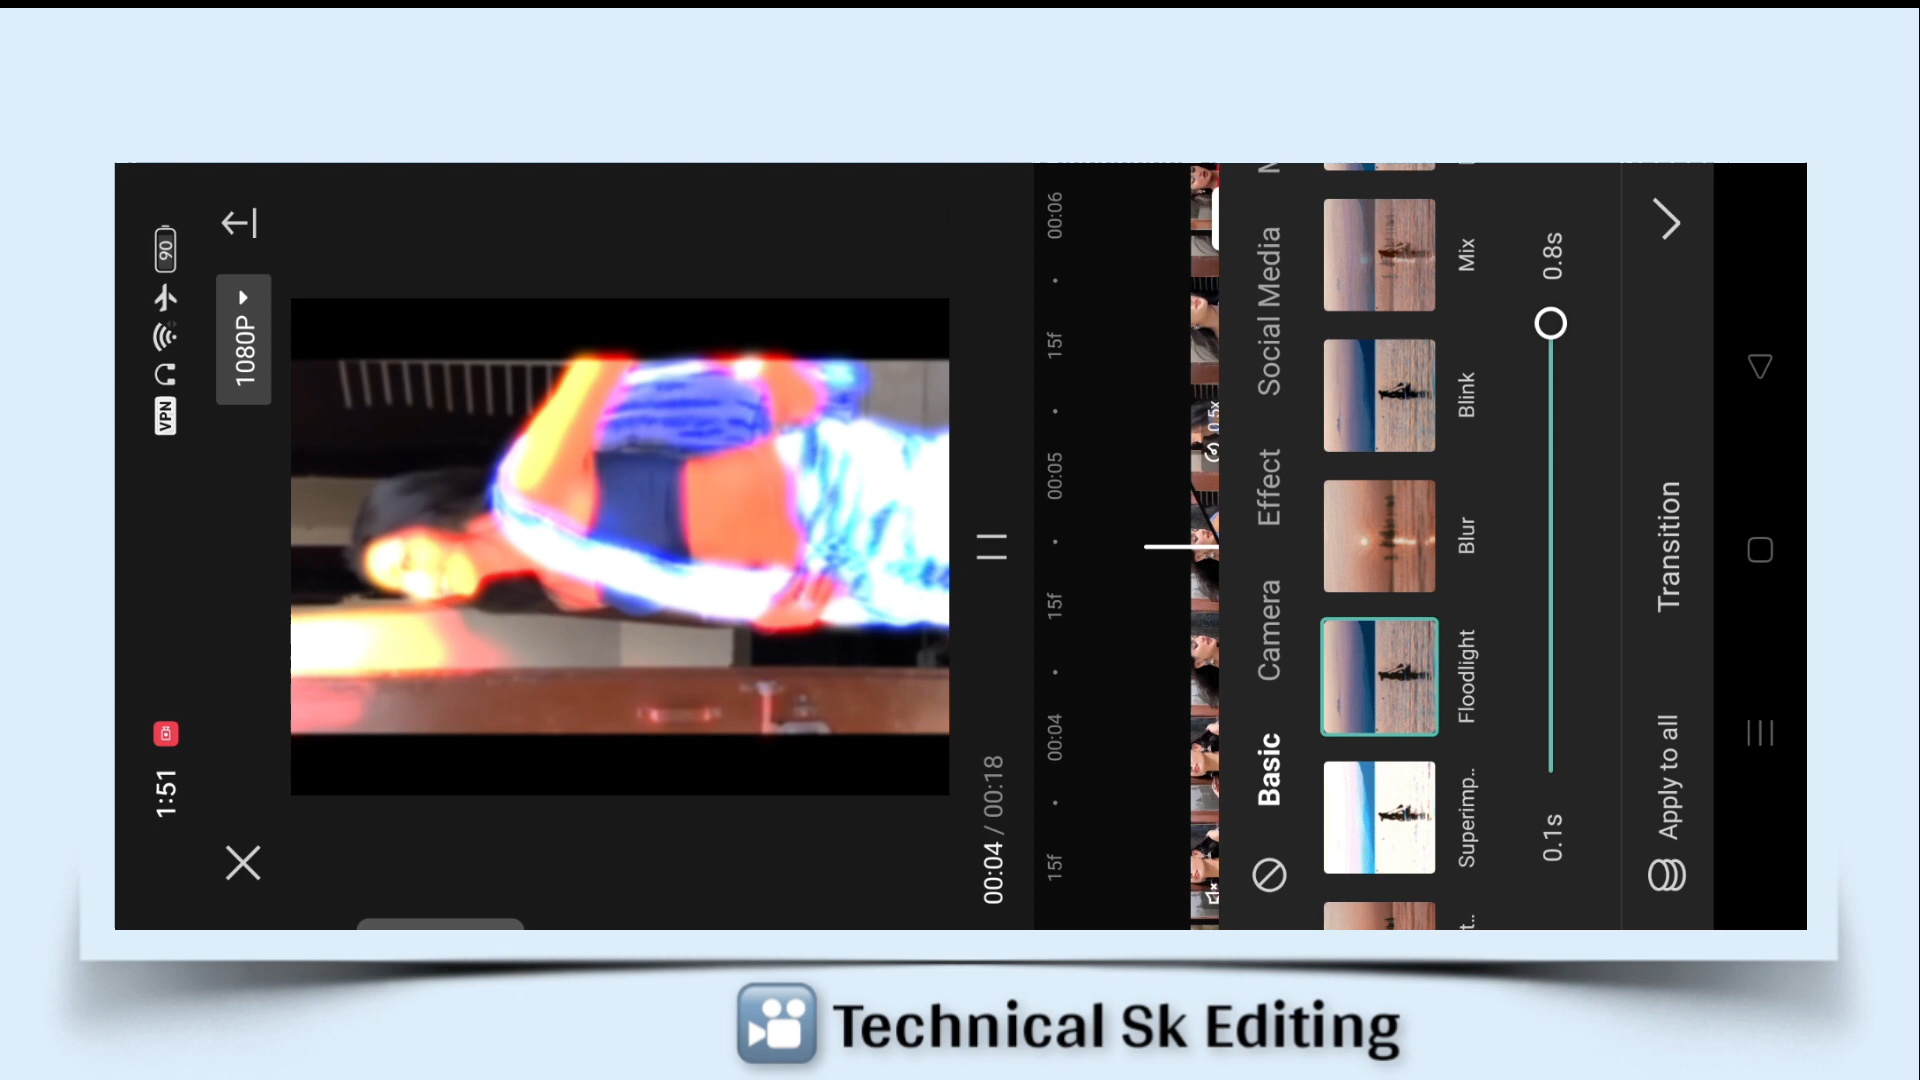 1:51
VPN
90
1080P
00:04 / 00:18
15f
00:04
15f
00:05
15f
00:06
0.5x
Basic
Camera
Effect
Social Media
Superimp..
Floodlight
Blur
Blink
Mix
0.1s
0.8s
Apply to all
Transition
Technical Sk Editing